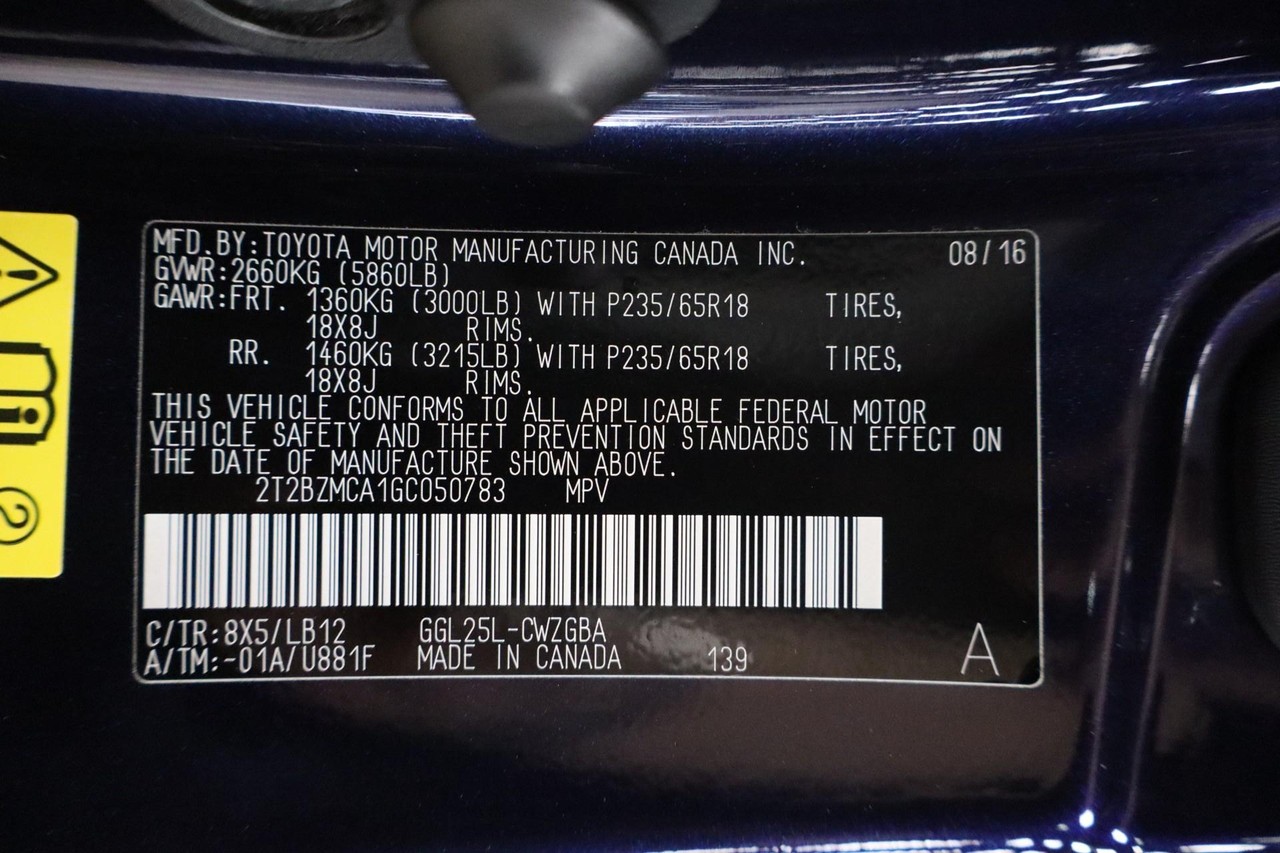 MFD.BY:TOYOTA MOTOR MANUFACTURING CANADA INC. 08/16
GVWR:2660KG (5860LB)
GAWR:FRT. 1360KG (3000LB) WITH P235/65R18 TIRES,
18X8J RIMS.
RR. 1460KG (3215LB) WITH P235/65R18 TIRES,
18X8J RIMS.
THIS VEHICLE CONFORMS TO ALL APPLICABLE FEDERAL MOTOR
VEHICLE SAFETY AND THEFT PREVENTION STANDARDS IN EFFECT ON
THE DATE OF MANUFACTURE SHOWN ABOVE.
2T2BZMCA1GC050783 MPV
C/TR:8X5/LB12 GGL25L-CWZGBA
A/TM:-01A/U881F MADE IN CANADA 139 A